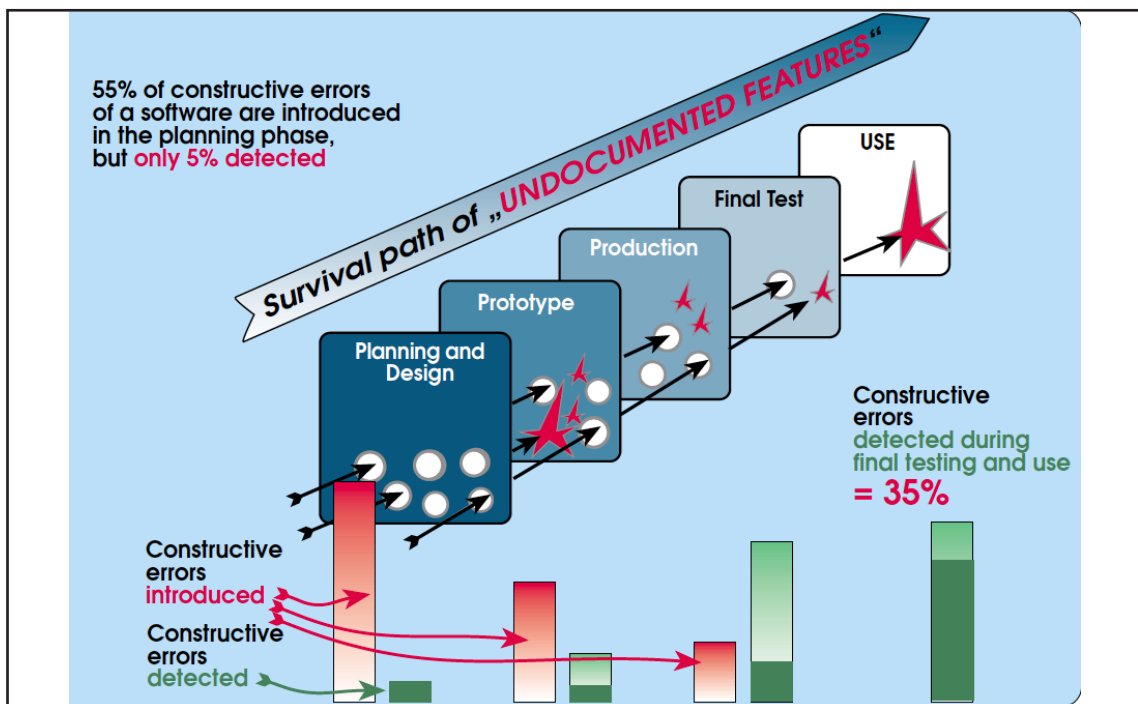 55% of constructive errors
of a software are introduced
in the planning phase,
but only 5% detected
Survival path of „UNDOCUMENTED FEATURES“
USE
Final Test
Production
Prototype
Planning and
Design
Constructive
errors
detected during
final testing and use
= 35%
Constructive
errors
introduced
Constructive
errors
detected